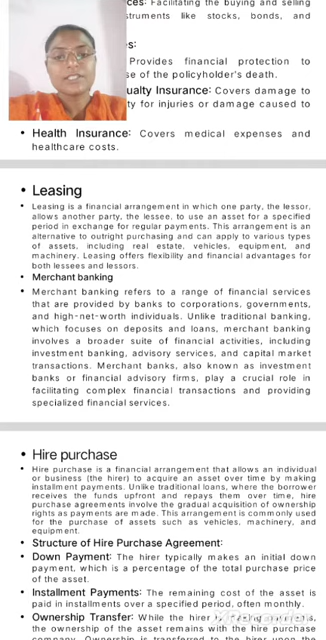 ces: Facilitating the buying and selling
struments like stocks, bonds, and
s:
Provides financial protection to
se of the policyholder's death.
ualty Insurance: Covers damage to
ty for injuries or damage caused to
• Health Insurance: Covers medical expenses and
healthcare costs.
• Leasing
• Leasing is a financial arrangement in which one party, the lessor,
allows another party, the lessee, to use an asset for a specified
period in exchange for regular payments. This arrangement is an
alternative to outright purchasing and can apply to various types
of assets, including real estate, vehicles, equipment, and
machinery. Leasing offers flexibility and financial advantages for
both lessees and lessors.
• Merchant banking
• Merchant banking refers to a range of financial services
that are provided by banks to corporations, governments,
and high-net-worth individuals. Unlike traditional banking,
which focuses on deposits and loans, merchant banking
involves a broader suite of financial activities, including
investment banking, advisory services, and capital market
transactions. Merchant banks, also known as investment
banks or financial advisory firms, play a crucial role in
facilitating complex financial transactions and providing
specialized financial services.
• Hire purchase
• Hire purchase is a financial arrangement that allows an individual
or business (the hirer) to acquire an asset over time by making
installment payments. Unlike traditional loans, where the borrower
receives the funds upfront and repays them over time, hire
purchase agreements involve the gradual acquisition of ownership
rights as payments are made. This arrangement is commonly used
for the purchase of assets such as vehicles, machinery, and
equipment.
• Structure of Hire Purchase Agreement:
• Down Payment: The hirer typically makes an initial down
payment, which is a percentage of the total purchase price
of the asset.
• Installment Payments: The remaining cost of the asset is
paid in installments over a specified period, often monthly.
• Ownership Transfer: While the hirer
the ownership of the asset remains with the hire purchase
company. Ownership is transferred to the hirer upon the